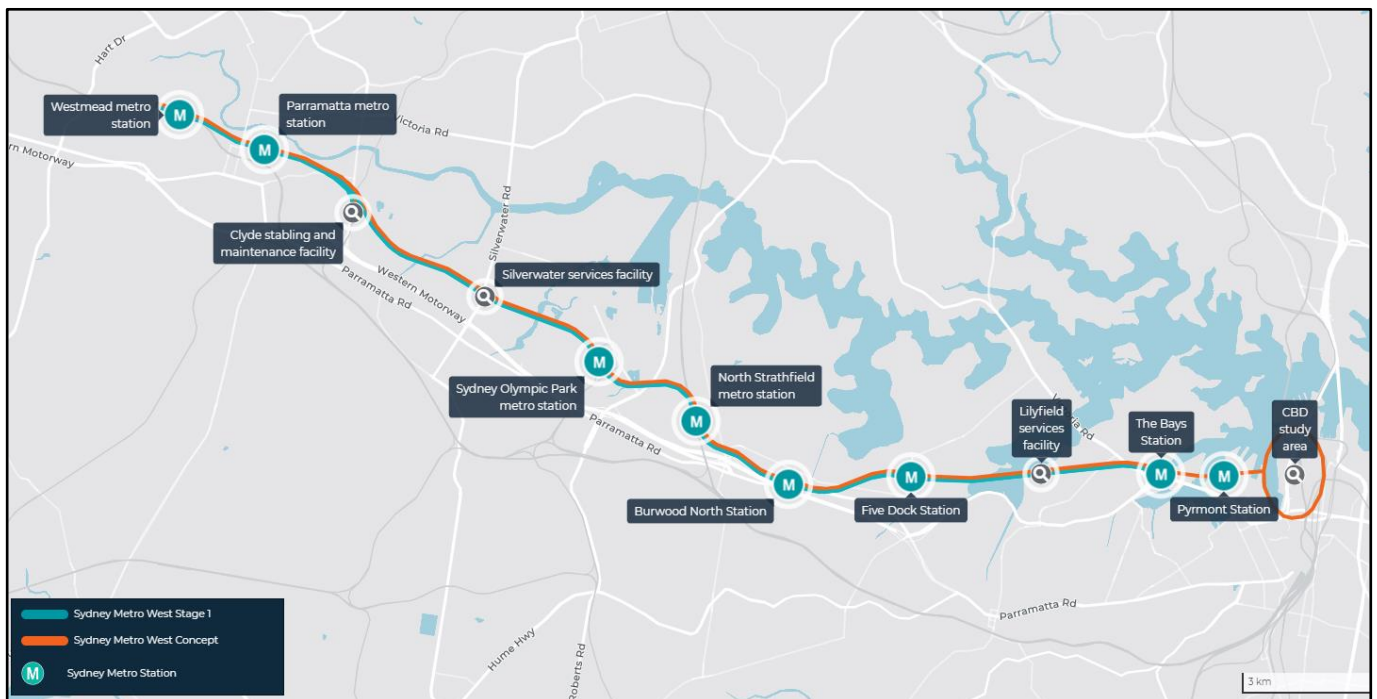 Hart Dr
Westmead metro
station
M
Parramatta metro
station
M
Victoria Rd
rn Motorway
Clyde stabling and
maintenance facility
Silverwater Rd
Silverwater services facility
Western Motorway
Parramatta Rd
Sydney Olympic Park
metro station
M
North Strathfield
metro station
M
Parramatta Rd
Burwood North Station
M
Five Dock Station
M
Lilyfield
services
facility
ria Rd
The Bays
Station
M
Pyrmont Station
M
CBD
study
area
Parramatta Rd
Hume Hwy
Roberts Rd
Sydney Metro West Stage 1
Sydney Metro West Concept
M
Sydney Metro Station
3 km